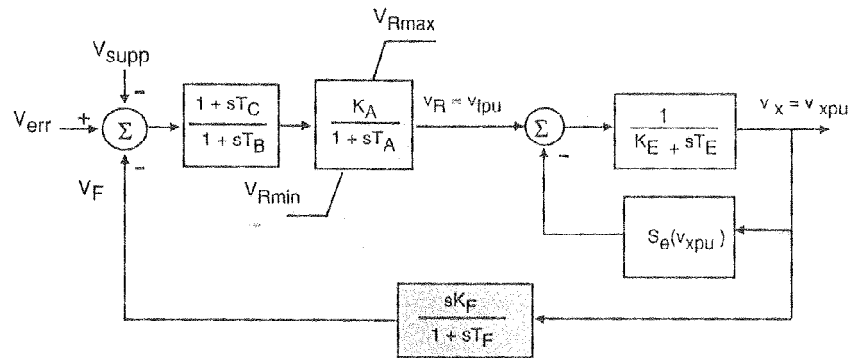 V_Rmax
V_supp
V_err
+
-
-
Σ
1 + sT_C
1 + sT_B
K_A
1 + sT_A
V_Rmin
v_R = v_fpu
Σ
-
1
K_E + sT_E
v_x = v_xpu
S_e(v_xpu)
V_F
sK_F
1 + sT_F